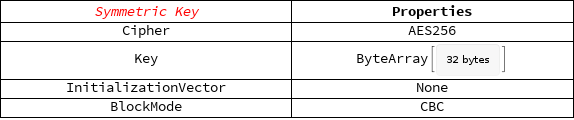 Symmetric Key Properties
Cipher AES256
Key ByteArray[32 bytes]
InitializationVector None
BlockMode CBC